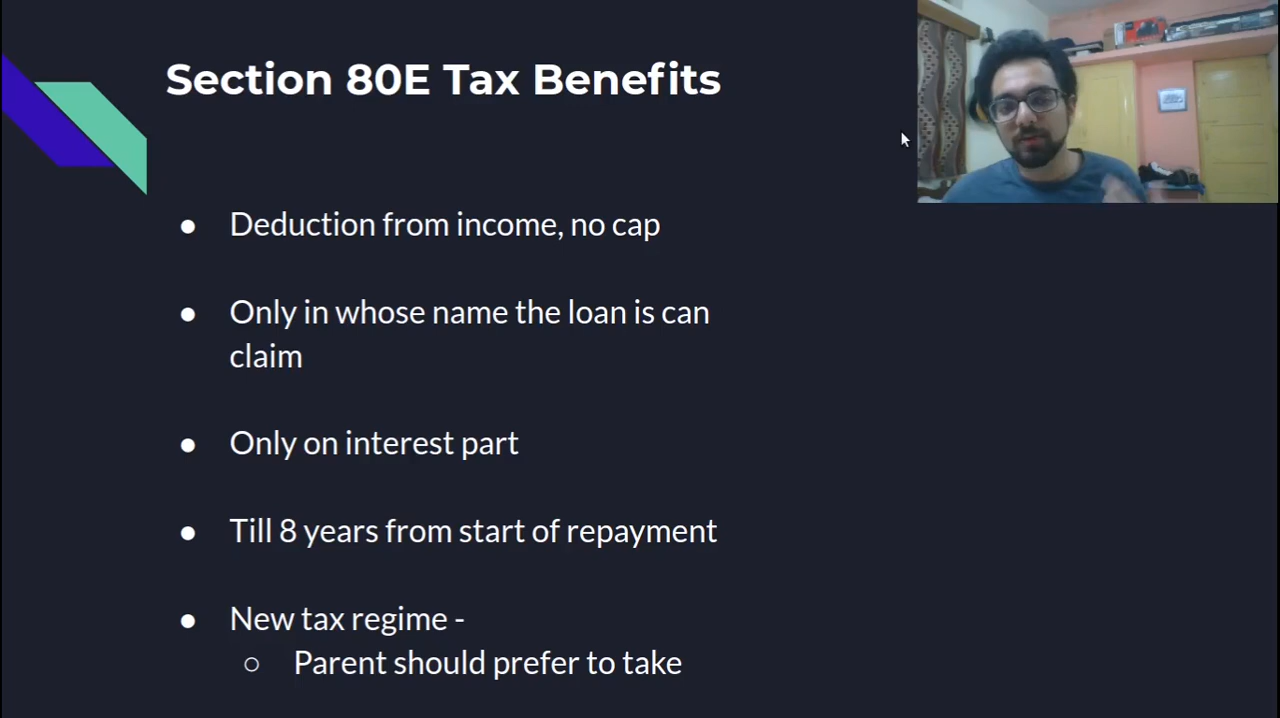 Section 80E Tax Benefits
● Deduction from income, no cap
● Only in whose name the loan is can
claim
● Only on interest part
● Till 8 years from start of repayment
● New tax regime -
○ Parent should prefer to take